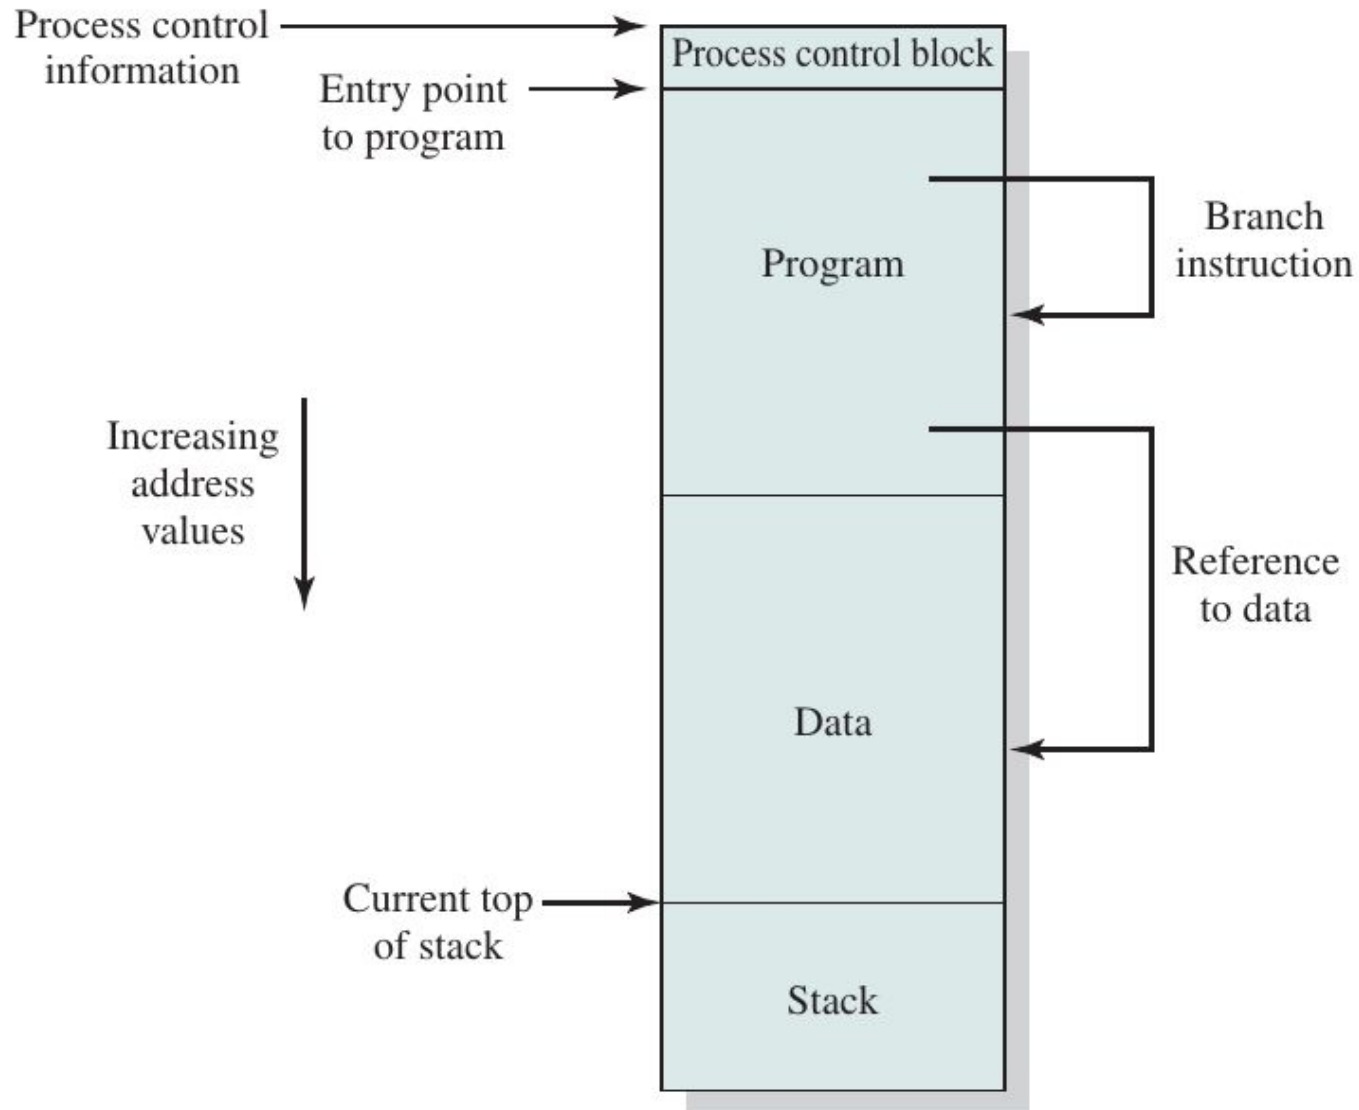 Process control
information
Process control block
Entry point
to program
Branch
instruction
Program
Increasing
address
values
Reference
to data
Data
Current top
of stack
Stack